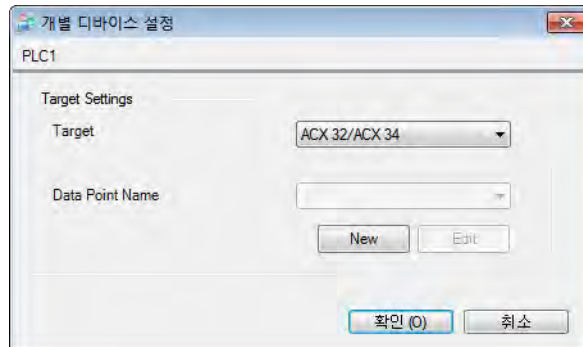 개별 디바이스 설정
PLC1
Target Settings
Target
ACX 32/ACX 34
Data Point Name
New
Edit
확인 (O)
취소